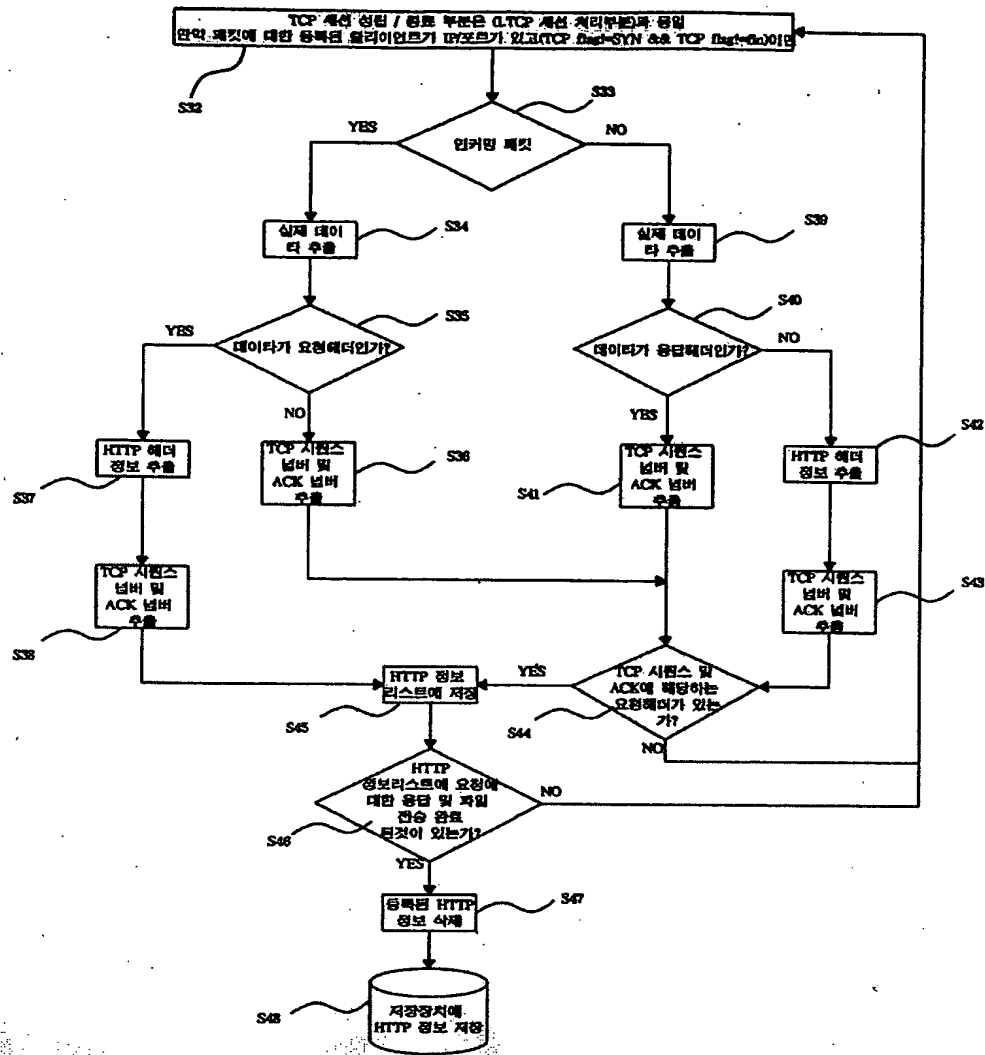 TCP 세션 성립 / 완료 부분은 (1.TCP 세션 처리부분)과 동일
만약 패킷에 대한 등록된 클라이언트가 IP/포트가 있고(TCP flag!=SYN && TCP flag!=fin)이면
S32
S33
YES
NO
인커밍 패킷
S34
실제 데이
타 추출
S39
실제 데이
타 추출
S35
YES
데이타가 요청헤더인가?
NO
S40
데이타가 응답헤더인가?
NO
YES
S37
HTTP 헤더
정보 추출
S36
TCP 시퀀스
넘버 및
ACK 넘버
추출
S41
TCP 시퀀스
넘버 및
ACK 넘버
추출
S42
HTTP 헤더
정보 추출
S38
TCP 시퀀스
넘버 및
ACK 넘버
추출
S43
TCP 시퀀스
넘버 및
ACK 넘버
추출
S45
HTTP 정보
리스트에 저장
YES
S44
TCP 시퀀스 및
ACK에 해당하는
요청헤더가 있는
가?
NO
S46
HTTP
정보리스트에 요청에
대한 응답 및 파일
전송 완료
된것이 있는가?
NO
YES
S47
등록된 HTTP
정보 삭제
S48
저장장치에
HTTP 정보 저장